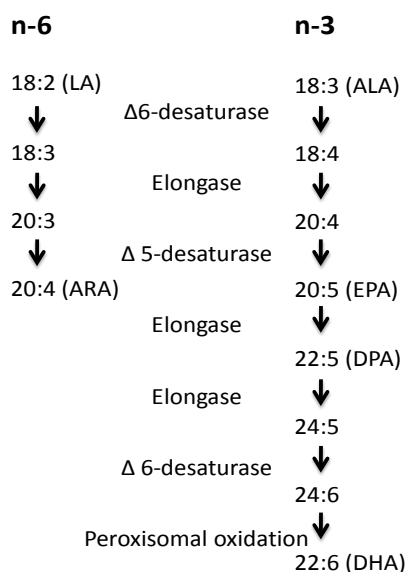 n-6 n-3
18:2 (LA) 18:3 (ALA)
Δ6-desaturase
18:3 18:4
Elongase
20:3 20:4
Δ 5-desaturase
20:4 (ARA) 20:5 (EPA)
Elongase
22:5 (DPA)
Elongase
24:5
Δ 6-desaturase
24:6
Peroxisomal oxidation
22:6 (DHA)